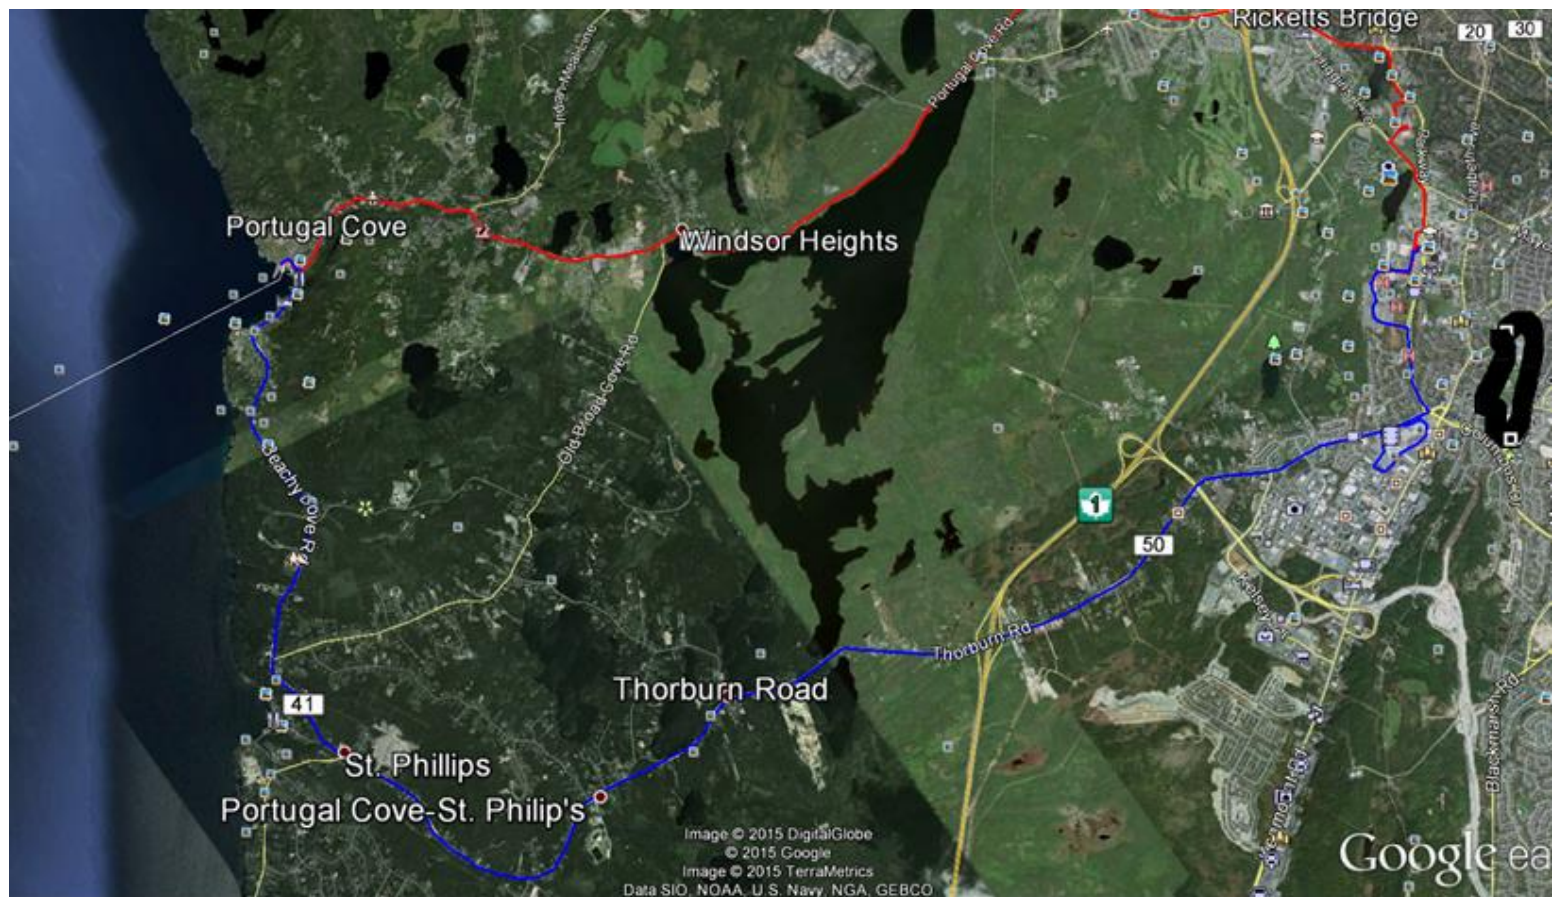 Ricketts Bridge
20
30
Portugal Cove Rd
Portugal Cove
Windsor Heights
Old Broad Cove Rd
Beachy Cove Rd
1
50
Thorburn Rd
Thorburn Road
41
St. Phillips
Portugal Cove-St. Philip's
Blackmarsh Rd
Image © 2015 DigitalGlobe
© 2015 Google
Image © 2015 TerraMetrics
Data SIO, NOAA, U.S. Navy, NGA, GEBCO
Google ea